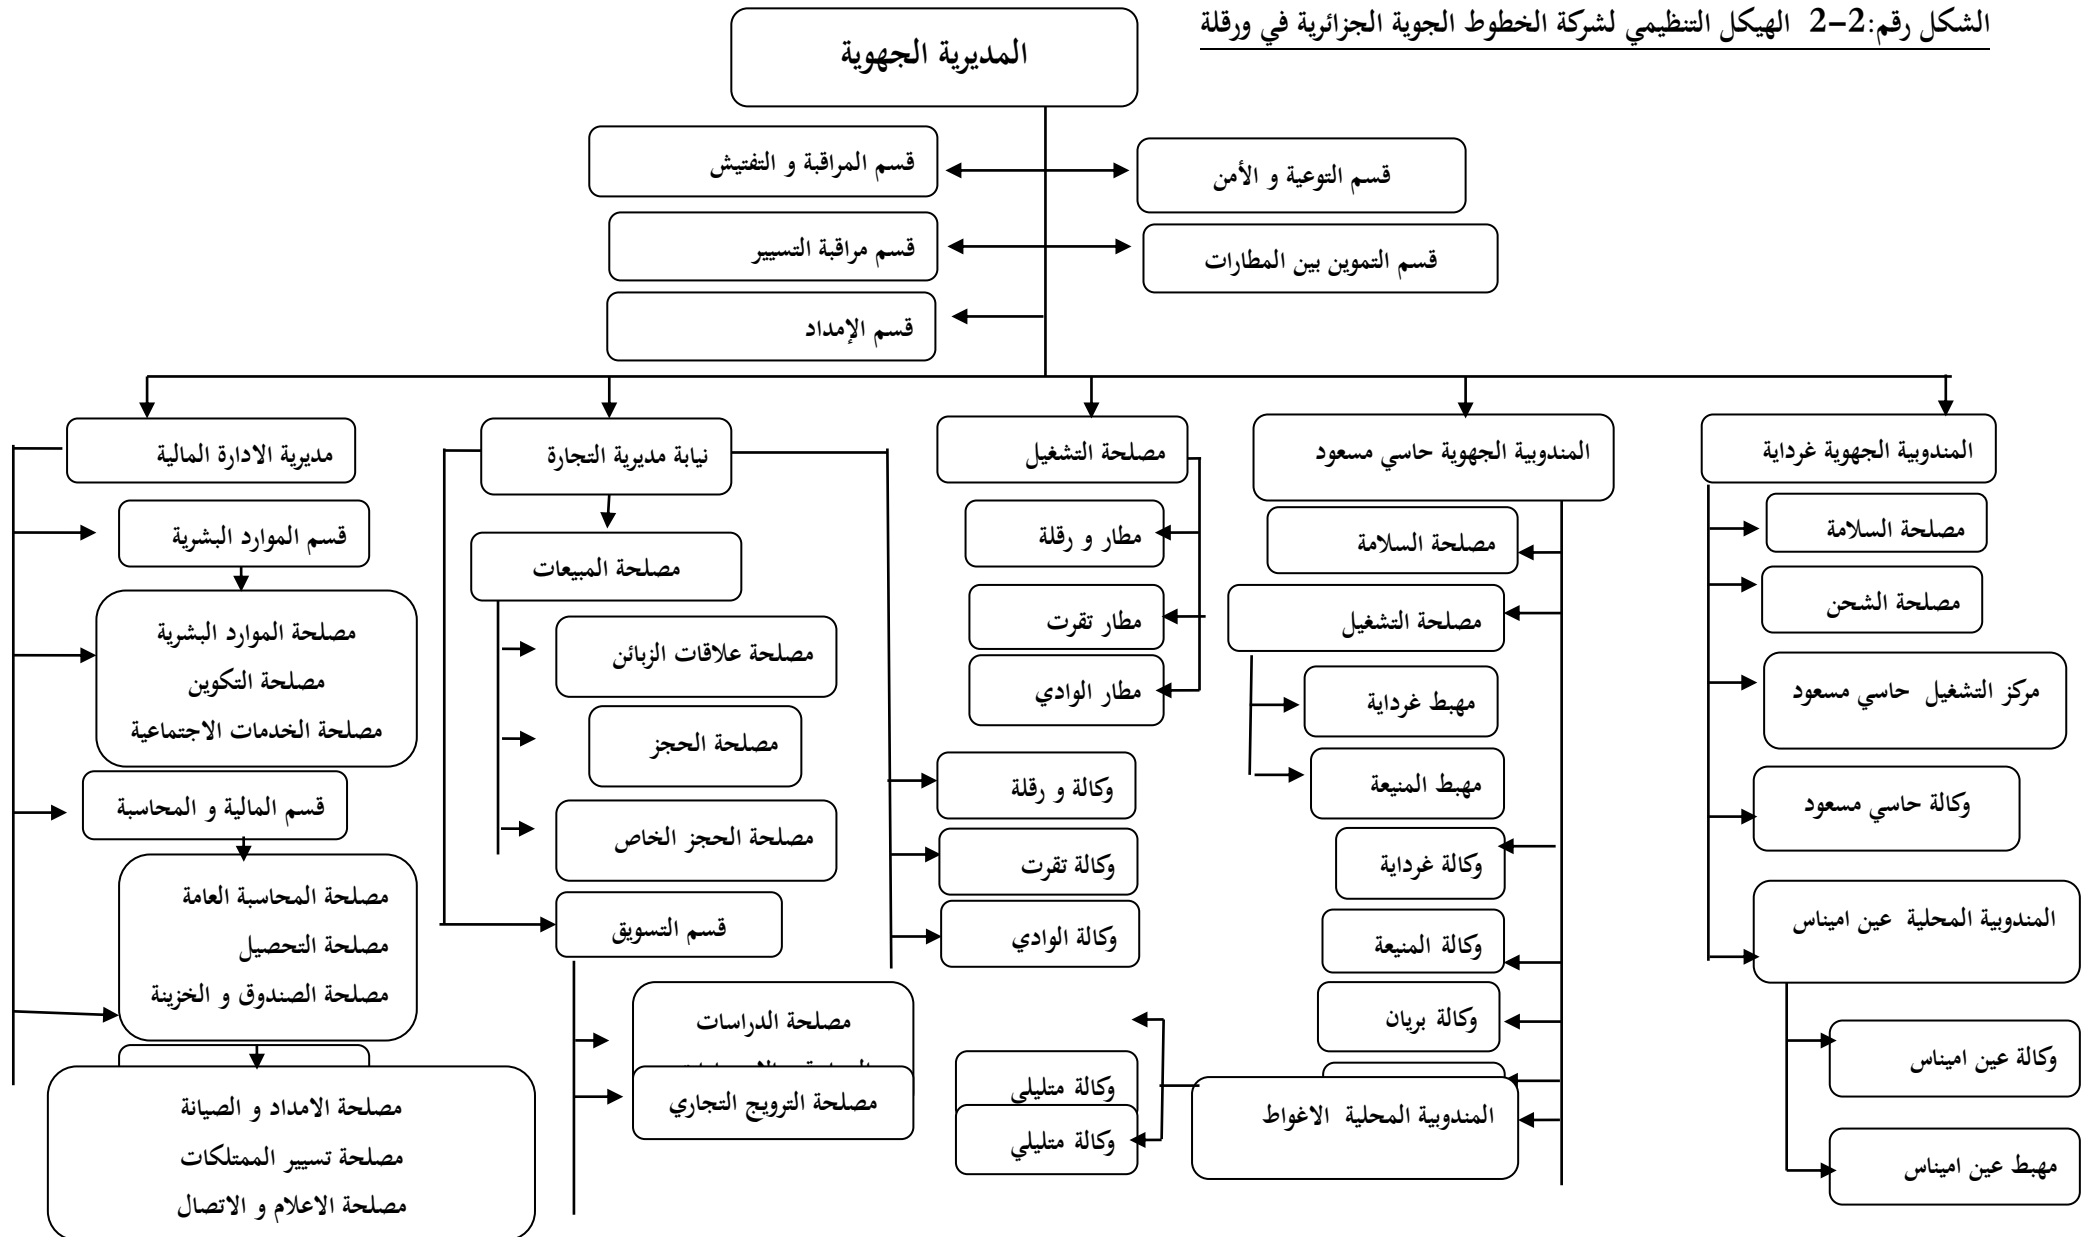 الشكل رقم:2-2 الهيكل التنظيمي لشركة الخطوط الجوية الجزائرية في ورقلة
المديرية الجهوية
قسم التوعية و الأمن
قسم المراقبة و التفتيش
قسم التموين بين المطارات
قسم مراقبة التسيير
قسم الإمداد
المندوبية الجهوية غرداية
مصلحة السلامة
مصلحة الشحن
مركز التشغيل حاسي مسعود
وكالة حاسي مسعود
المندوبية المحلية عين اميناس
وكالة عين اميناس
مهبط عين اميناس
المندوبية الجهوية حاسي مسعود
مصلحة السلامة
مصلحة التشغيل
مهبط غرداية
مهبط المنيعة
وكالة غرداية
وكالة المنيعة
وكالة بريان
المندوبية المحلية الاغواط
وكالة متليلي
وكالة متليلي
مصلحة التشغيل
مطار و رقلة
مطار تقرت
مطار الوادي
نيابة مديرية التجارة
وكالة و رقلة
وكالة تقرت
وكالة الوادي
مصلحة المبيعات
مصلحة علاقات الزبائن
مصلحة الحجز
مصلحة الحجز الخاص
قسم التسويق
مصلحة الدراسات
مصلحة الترويج التجاري
مديرية الادارة المالية
قسم الموارد البشرية
مصلحة الموارد البشرية
مصلحة التكوين
مصلحة الخدمات الاجتماعية
قسم المالية و المحاسبة
مصلحة المحاسبة العامة
مصلحة التحصيل
مصلحة الصندوق و الخزينة
مصلحة الامداد و الصيانة
مصلحة تسيير الممتلكات
مصلحة الاعلام و الاتصال